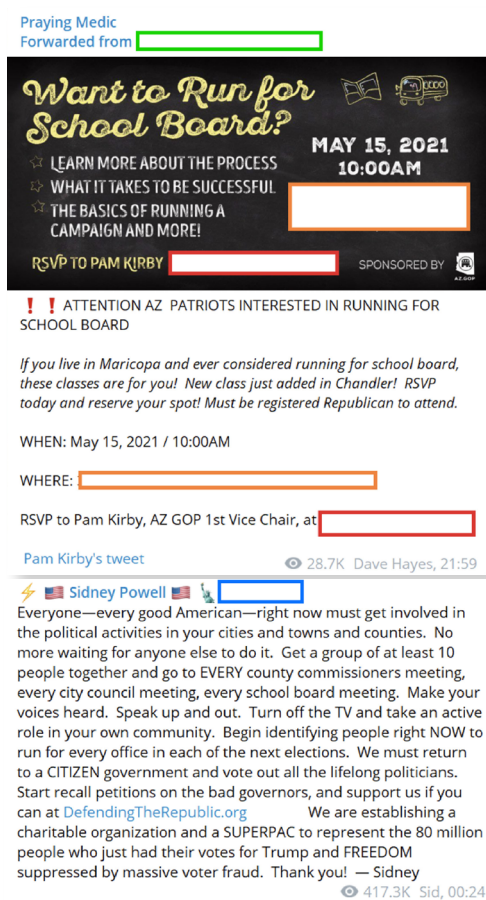 Praying Medic
Forwarded from
Want to Run for
School Board?
LEARN MORE ABOUT THE PROCESS
WHAT IT TAKES TO BE SUCCESSFUL
THE BASICS OF RUNNING A
CAMPAIGN AND MORE!
MAY 15, 2021
10:00AM
RSVP TO PAM KIRBY
SPONSORED BY
AZ.GOP
❗ ❗ ATTENTION AZ PATRIOTS INTERESTED IN RUNNING FOR
SCHOOL BOARD
If you live in Maricopa and ever considered running for school board,
these classes are for you! New class just added in Chandler! RSVP
today and reserve your spot! Must be registered Republican to attend.
WHEN: May 15, 2021 / 10:00AM
WHERE:
RSVP to Pam Kirby, AZ GOP 1st Vice Chair, at
Pam Kirby's tweet
28.7K Dave Hayes, 21:59
⚡ 🇺🇸 Sidney Powell 🇺🇸 🗽
Everyone—every good American—right now must get involved in
the political activities in your cities and towns and counties. No
more waiting for anyone else to do it. Get a group of at least 10
people together and go to EVERY county commissioners meeting,
every city council meeting, every school board meeting. Make your
voices heard. Speak up and out. Turn off the TV and take an active
role in your own community. Begin identifying people right NOW to
run for every office in each of the next elections. We must return
to a CITIZEN government and vote out all the lifelong politicians.
Start recall petitions on the bad governors, and support us if you
can at DefendingTheRepublic.org We are establishing a
charitable organization and a SUPERPAC to represent the 80 million
people who just had their votes for Trump and FREEDOM
suppressed by massive voter fraud. Thank you! — Sidney
417.3K Sid, 00:24